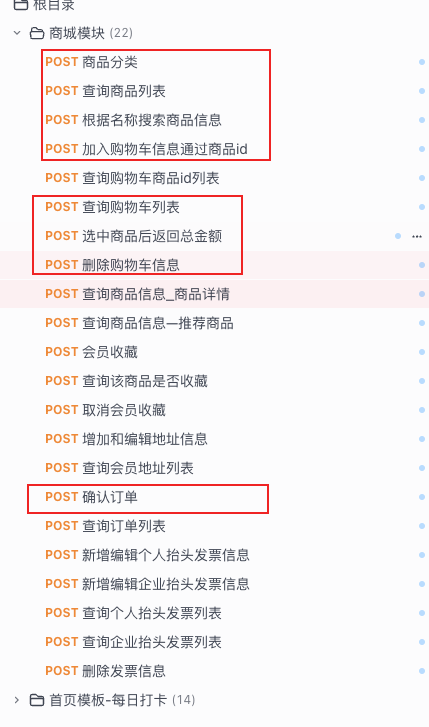 根目录
商城模块 (22)
POST 商品分类
POST 查询商品列表
POST 根据名称搜索商品信息
POST 加入购物车信息通过商品id
POST 查询购物车商品id列表
POST 查询购物车列表
POST 选中商品后返回总金额
POST 删除购物车信息
POST 查询商品信息_商品详情
POST 查询商品信息—推荐商品
POST 会员收藏
POST 查询该商品是否收藏
POST 取消会员收藏
POST 增加和编辑地址信息
POST 查询会员地址列表
POST 确认订单
POST 查询订单列表
POST 新增编辑个人抬头发票信息
POST 新增编辑企业抬头发票信息
POST 查询个人抬头发票列表
POST 查询企业抬头发票列表
POST 删除发票信息
首页模板-每日打卡 (14)